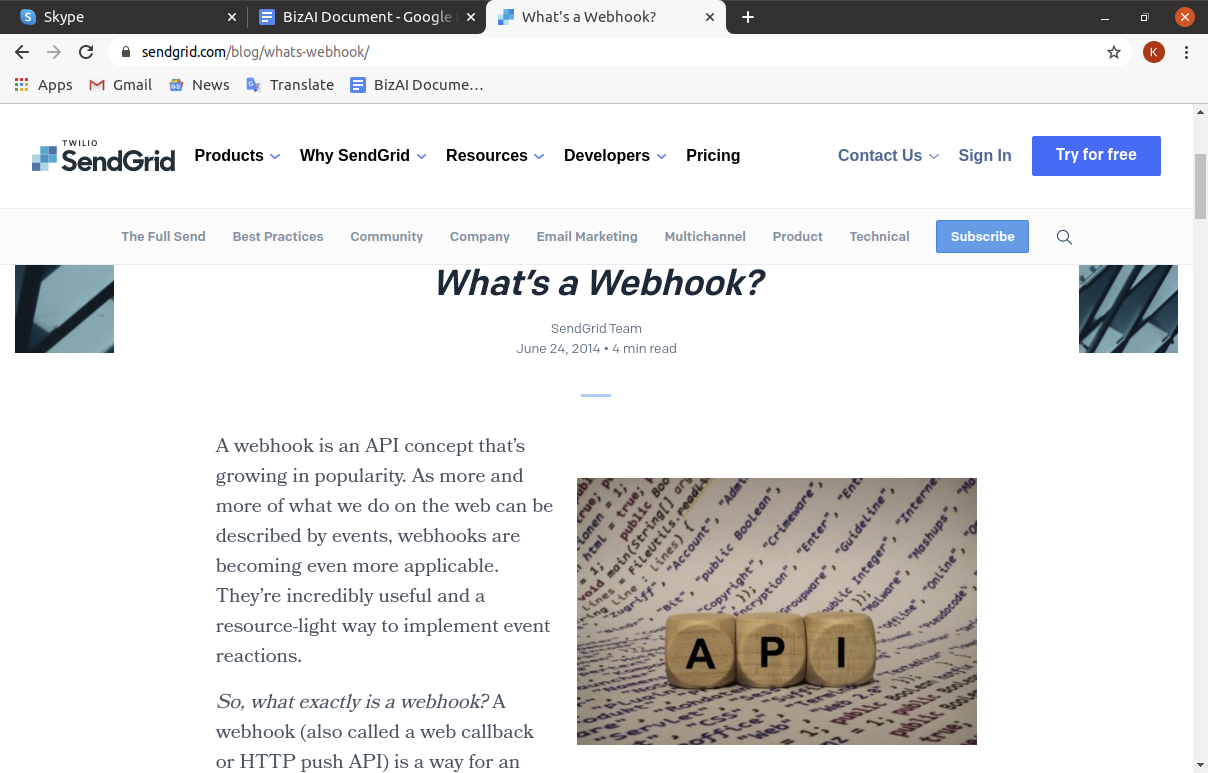 Skype
BizAI Document - Google
What's a Webhook?
sendgrid.com/blog/whats-webhook/
K
Apps
Gmail
News
Translate
BizAI Docume…
TWILIO
SendGrid
Products
Why SendGrid
Resources
Developers
Pricing
Contact Us
Sign In
Try for free
The Full Send
Best Practices
Community
Company
Email Marketing
Multichannel
Product
Technical
Subscribe
What's a Webhook?
SendGrid Team
June 24, 2014 • 4 min read
A webhook is an API concept that's
growing in popularity. As more and
more of what we do on the web can be
described by events, webhooks are
becoming even more applicable.
They're incredibly useful and a
resource-light way to implement event
reactions.
So, what exactly is a webhook? A
webhook (also called a web callback
or HTTP push API) is a way for an
API